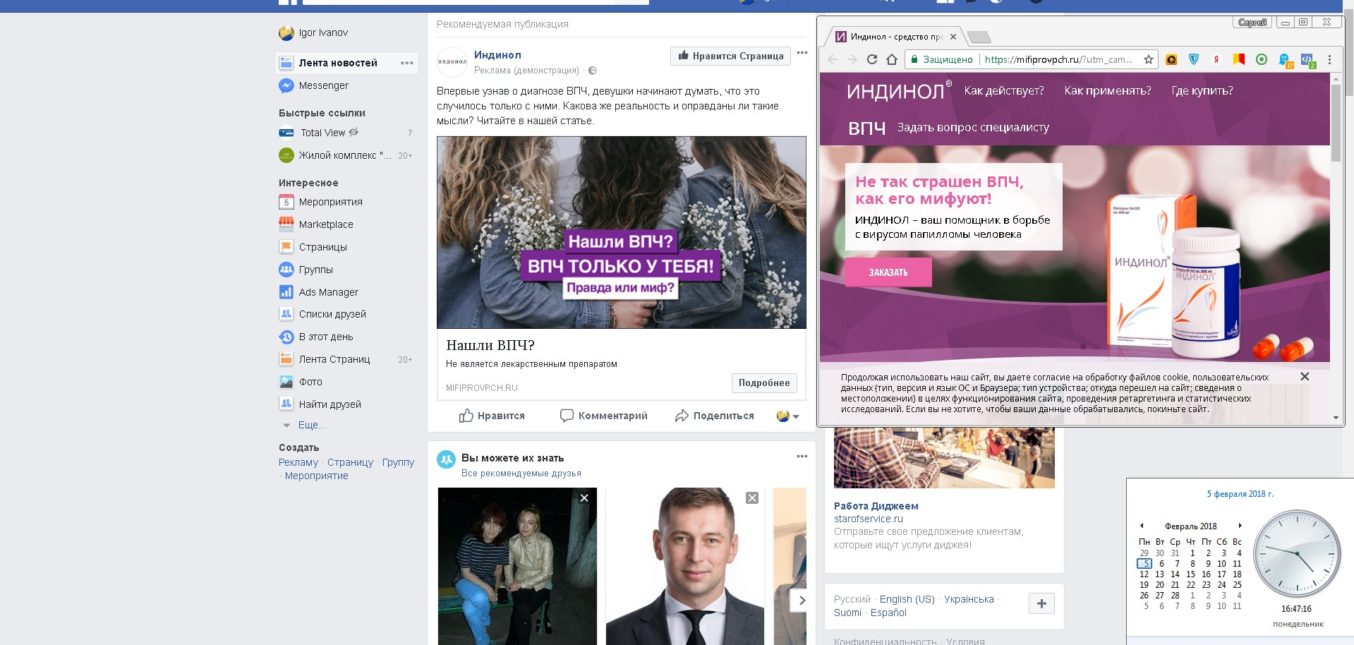 Igor Ivanov
Лента новостей
Messenger
Быстрые ссылки
Total View 7
Жилой комплекс "... 20+
Интересное
5 Мероприятия
Marketplace
Страницы
Группы
Ads Manager
Списки друзей
В этот день
Лента Страниц 20+
Фото
Найти друзей
Еще...
Создать
Рекламу · Страницу · Группу
· Мероприятие
Рекомендуемая публикация
индинол
Индинол
Реклама (демонстрация) ·
Нравится Страница
Впервые узнав о диагнозе ВПЧ, девушки начинают думать, что это
случилось только с ними. Какова же реальность и оправданы ли такие
мысли? Читайте в нашей статье.
Нашли ВПЧ?
ВПЧ ТОЛЬКО У ТЕБЯ!
Правда или миф?
Нашли ВПЧ?
Не является лекарственным препаратом
MIFIPROVPCH.RU
Подробнее
Нравится Комментарий Поделиться
Вы можете их знать
Все рекомендуемые друзья
Сергей
Индинол - средство пр
Защищено https://mifiprovpch.ru/?utm_cam...
ИНДИНОЛ® Как действует? Как применять? Где купить?
ВПЧ Задать вопрос специалисту
Не так страшен ВПЧ,
как его мифуют!
ИНДИНОЛ – ваш помощник в борьбе
с вирусом папилломы человека
ЗАКАЗАТЬ
ИНДИНОЛ
ИНДИНОЛ
Продолжая использовать наш сайт, вы даете согласие на обработку файлов cookie, пользовательских
данных (тип, версия и язык ОС и Браузера; тип устройства; откуда перешел на сайт; сведения о
местоположении) в целях функционирования сайта, проведения ретаргетинга и статистических
исследований. Если вы не хотите, чтобы ваши данные обрабатывались, покиньте сайт.
Работа Диджеем
starofservice.ru
Отправьте свое предложение клиентам,
которые ищут услуги диджея!
Русский · English (US) · Українська ·
Suomi · Español
Конфиденциальность · Условия
5 февраля 2018 г.
Февраль 2018
Пн Вт Ср Чт Пт Сб Вс
29 30 31 1 2 3 4
5 6 7 8 9 10 11
12 13 14 15 16 17 18
19 20 21 22 23 24 25
26 27 28 1 2 3 4
5 6 7 8 9 10 11
16:47:16
понедельник